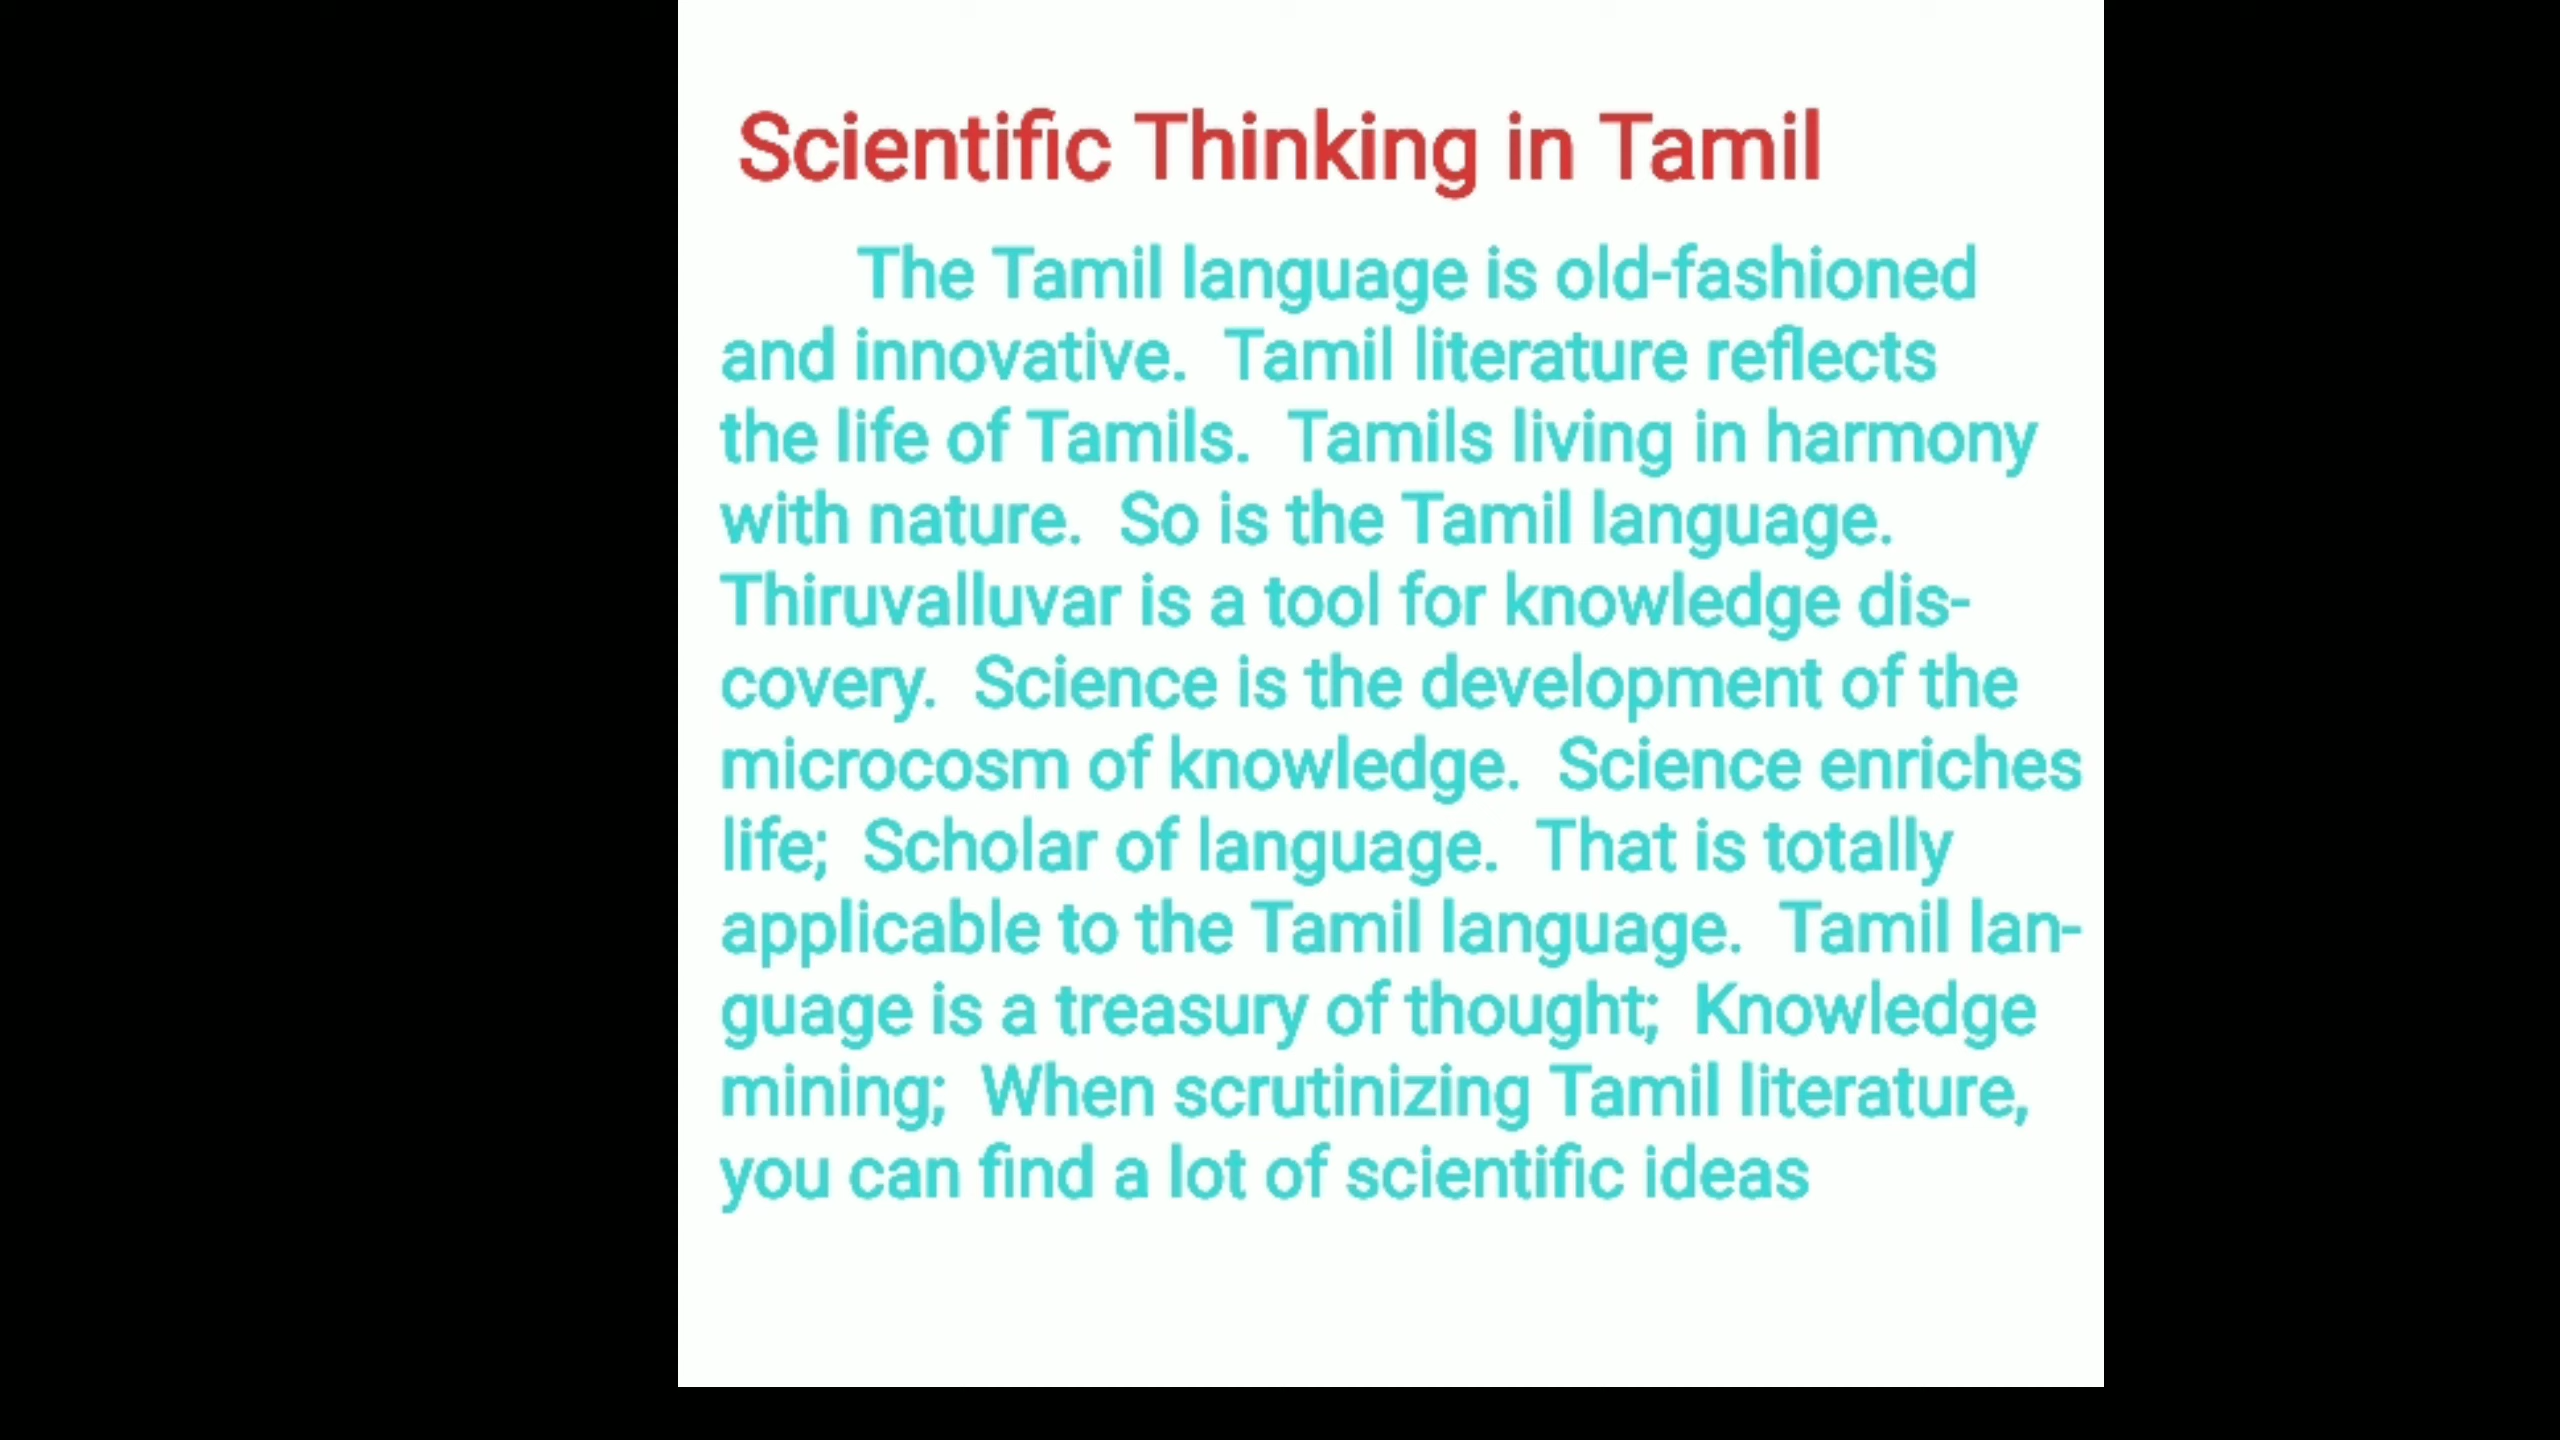 Scientific Thinking in Tamil
The Tamil language is old-fashioned
and innovative. Tamil literature reflects
the life of Tamils. Tamils living in harmony
with nature. So is the Tamil language.
Thiruvalluvar is a tool for knowledge dis-
covery. Science is the development of the
microcosm of knowledge. Science enriches
life; Scholar of language. That is totally
applicable to the Tamil language. Tamil lan-
guage is a treasury of thought; Knowledge
mining; When scrutinizing Tamil literature,
you can find a lot of scientific ideas